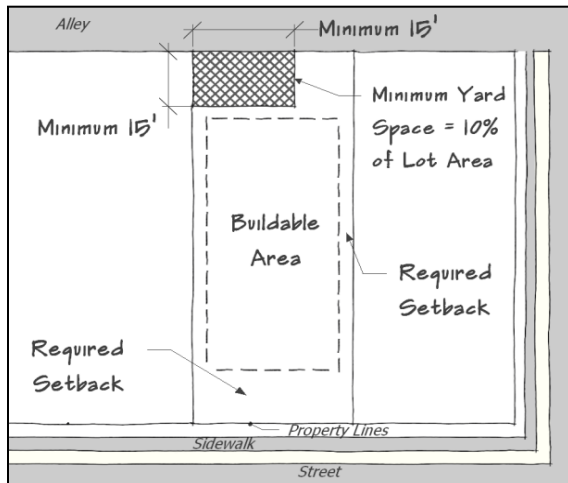 Alley
Minimum 15'
Minimum 15'
Minimum Yard
Space = 10%
of Lot Area
Buildable
Area
Required
Setback
Required
Setback
Property Lines
Sidewalk
Street